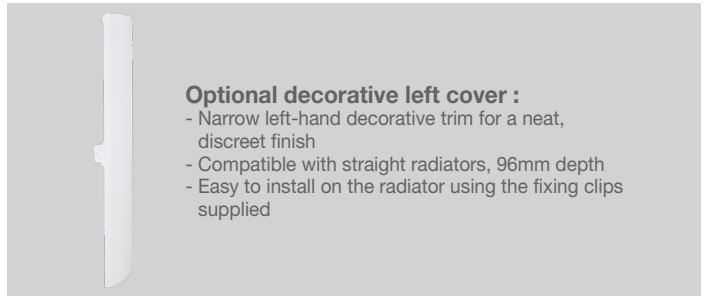 Optional decorative left cover :
- Narrow left-hand decorative trim for a neat,
discreet finish
- Compatible with straight radiators, 96mm depth
- Easy to install on the radiator using the fixing clips
supplied